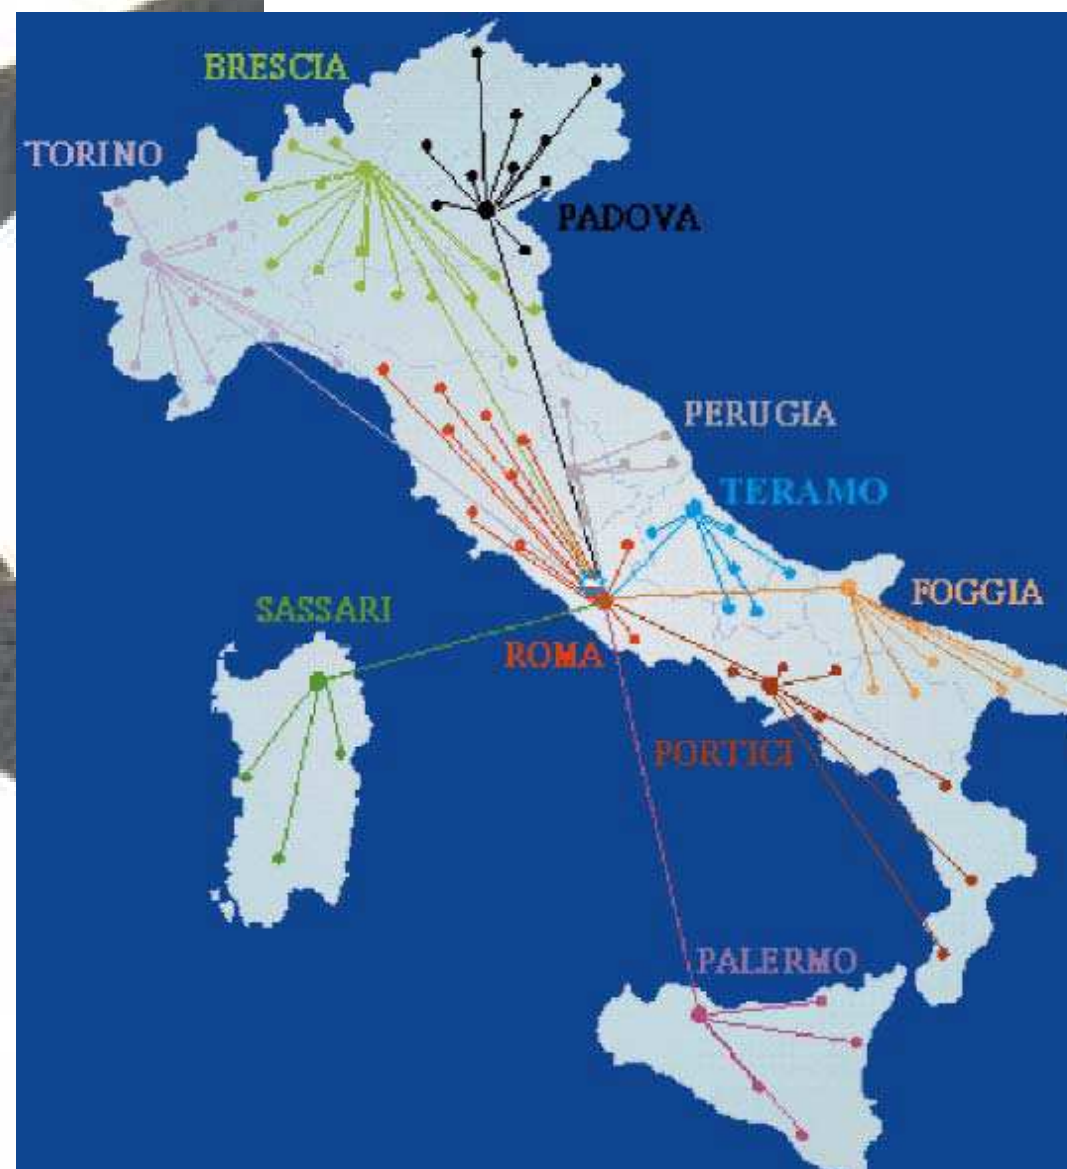 BRESCIA
TORINO
PADOVA
PERUGIA
TERAMO
FOGGIA
SASSARI
ROMA
PORTICI
PALERMO